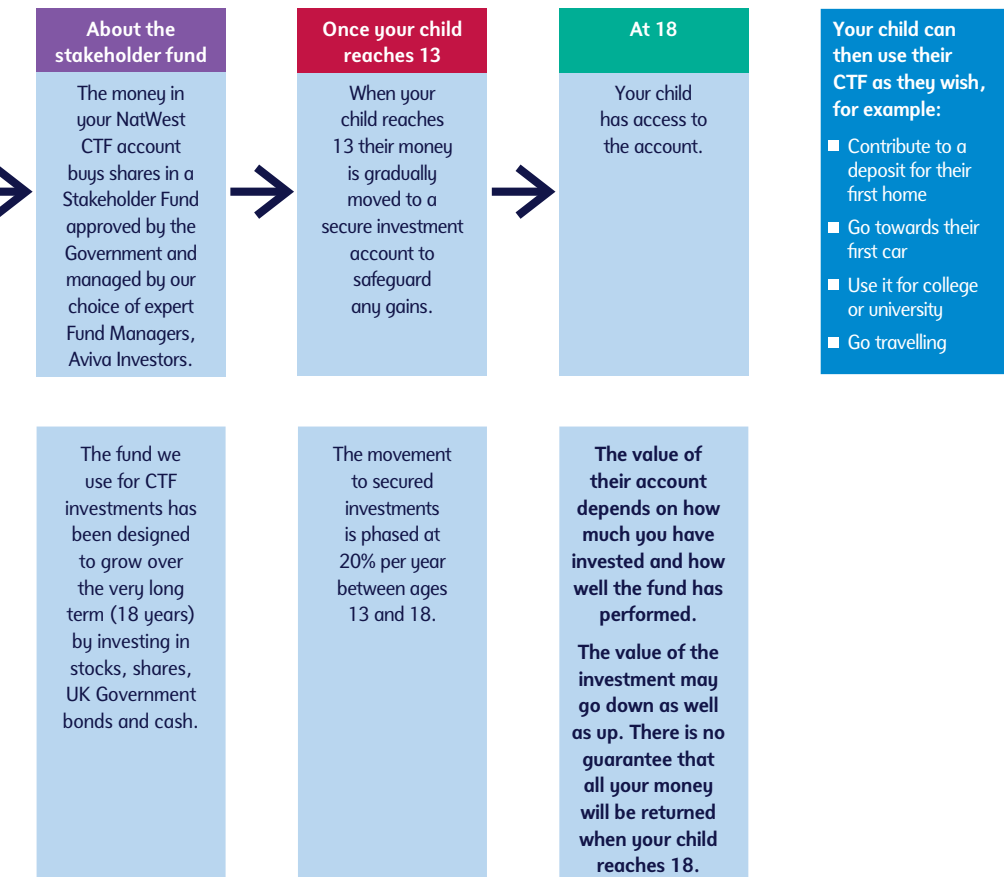 About the
stakeholder fund
The money in
your NatWest
CTF account
buys shares in a
Stakeholder Fund
approved by the
Government and
managed by our
choice of expert
Fund Managers,
Aviva Investors.
Once your child
reaches 13
When your
child reaches
13 their money
is gradually
moved to a
secure investment
account to
safeguard
any gains.
At 18
Your child
has access to
the account.
Your child can
then use their
CTF as they wish,
for example:
Contribute to a
deposit for their
first home
Go towards their
first car
Use it for college
or university
Go travelling
The fund we
use for CTF
investments has
been designed
to grow over
the very long
term (18 years)
by investing in
stocks, shares,
UK Government
bonds and cash.
The movement
to secured
investments
is phased at
20% per year
between ages
13 and 18.
The value of
their account
depends on how
much you have
invested and how
well the fund has
performed.
The value of the
investment may
go down as well
as up. There is no
guarantee that
all your money
will be returned
when your child
reaches 18.